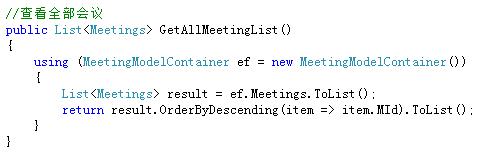 //查看全部会议
public List<Meetings> GetAllMeetingList()
{
    using (MeetingModelContainer ef = new MeetingModelContainer())
    {
        List<Meetings> result = ef.Meetings.ToList();
        return result.OrderByDescending(item => item.MId).ToList();
    }
}